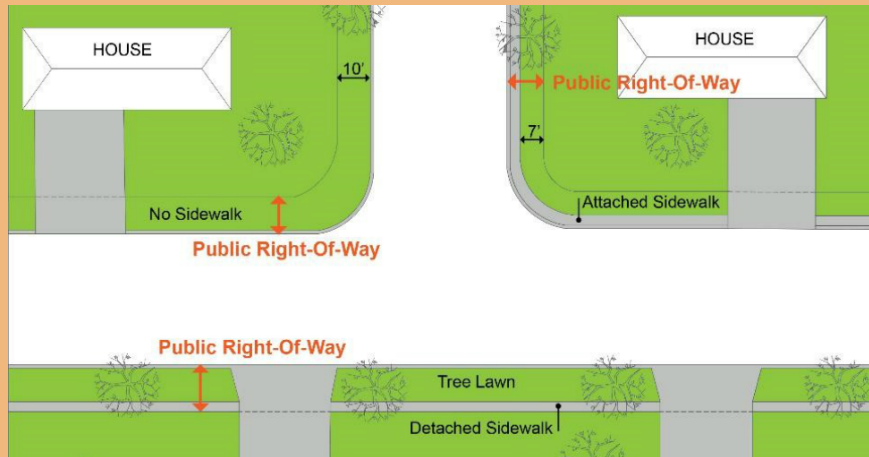 HOUSE
HOUSE
10'
Public Right-Of-Way
7'
No Sidewalk
Attached Sidewalk
Public Right-Of-Way
Public Right-Of-Way
Tree Lawn
Detached Sidewalk